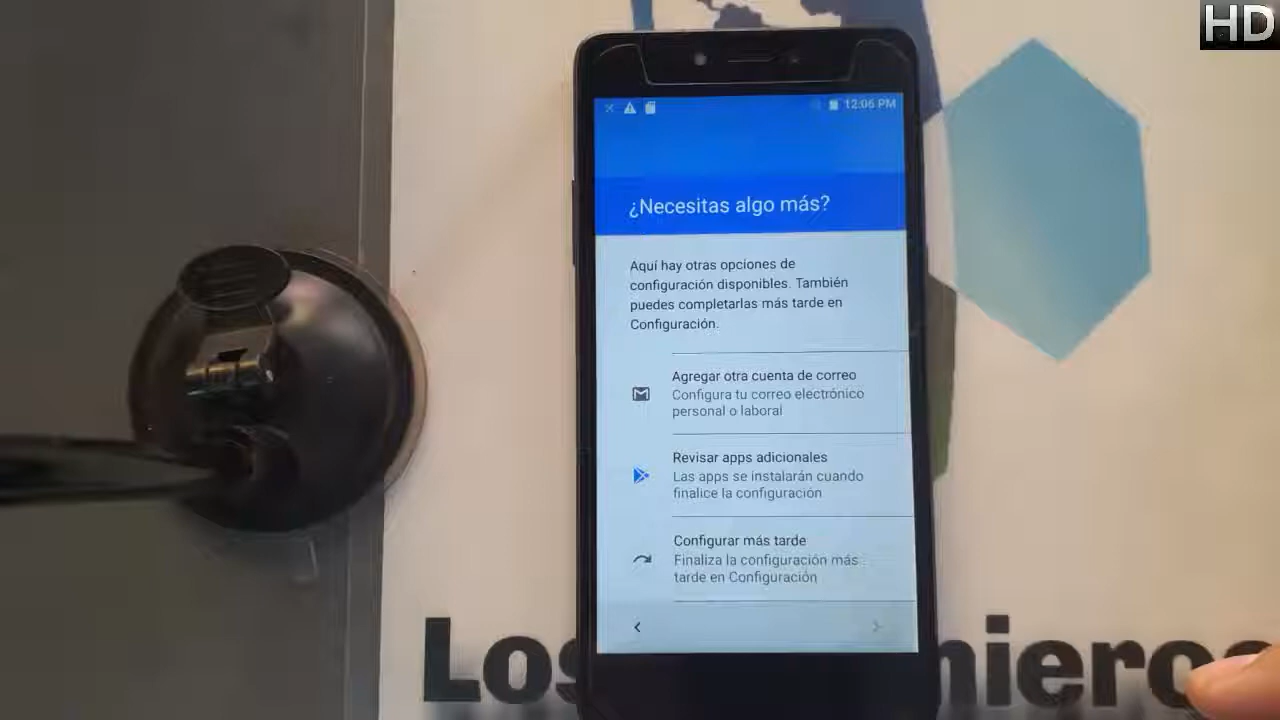 HD
12:06 PM
¿Necesitas algo más?
Aquí hay otras opciones de
configuración disponibles. También
puedes completarlas más tarde en
Configuración.
Agregar otra cuenta de correo
Configura tu correo electrónico
personal o laboral
Revisar apps adicionales
Las apps se instalarán cuando
finalice la configuración
Configurar más tarde
Finaliza la configuración más
tarde en Configuración
Los nieros